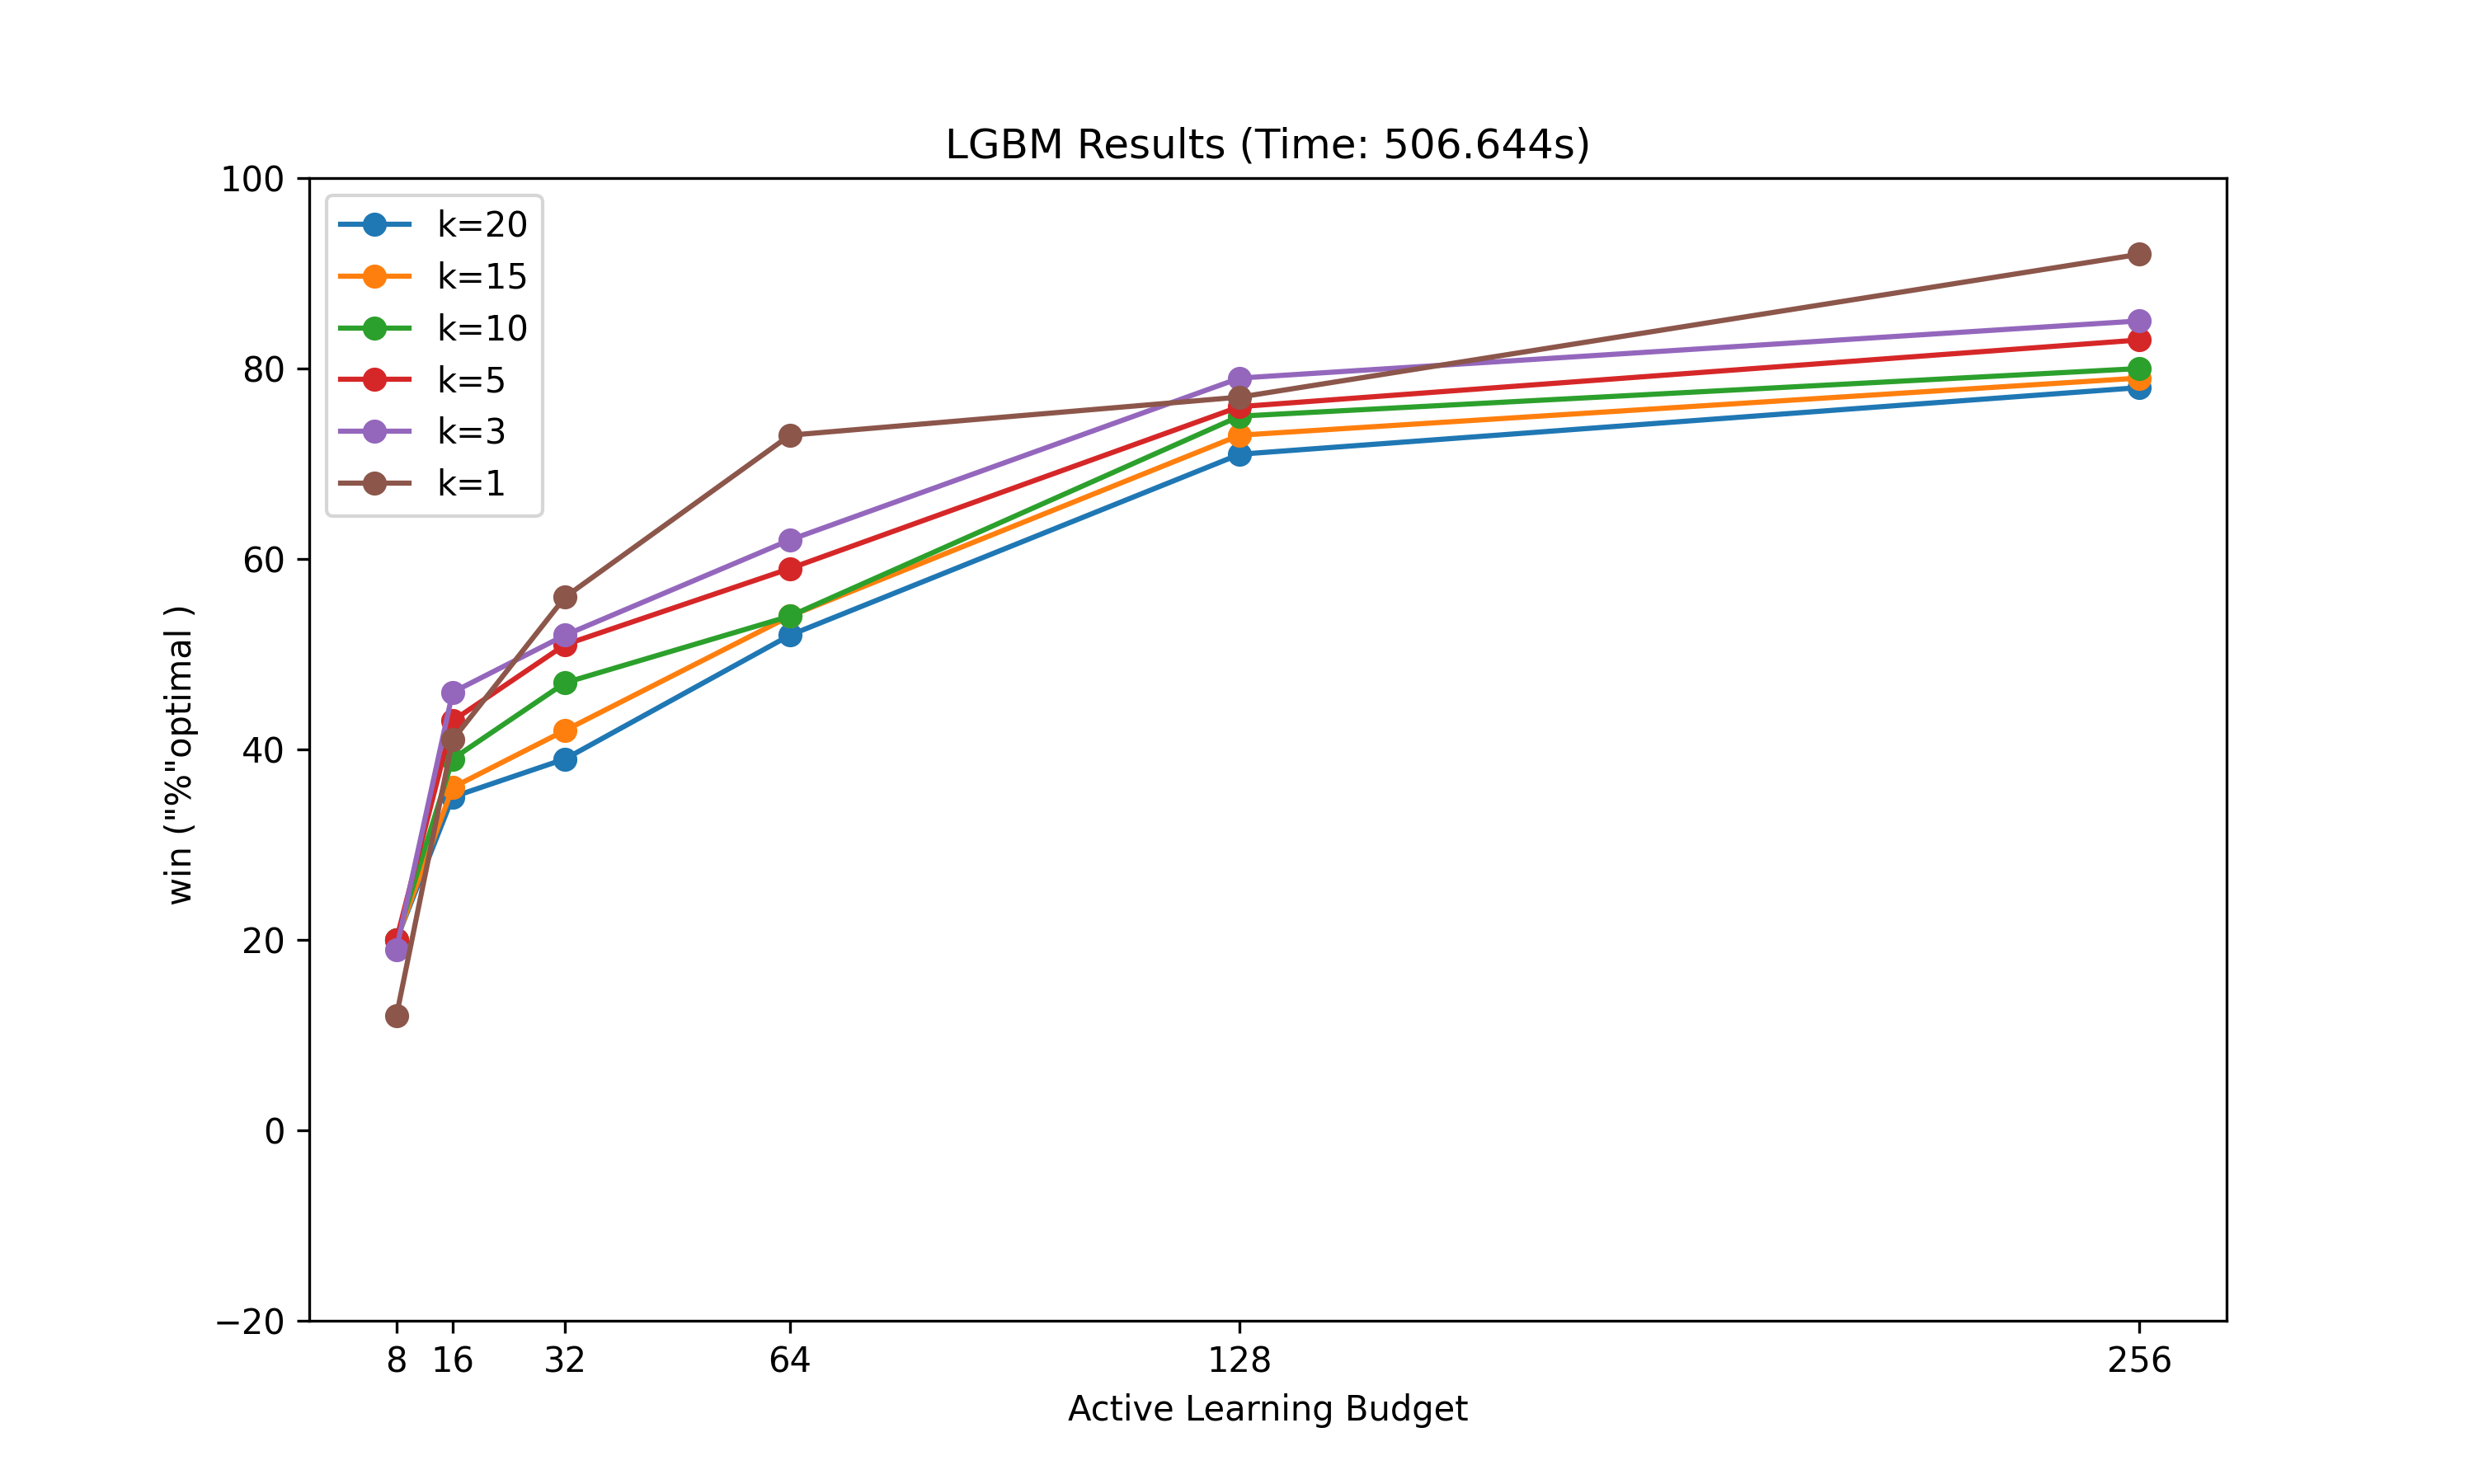 LGBM Results (Time: 506.644s)
100
80
60
40
20
0
−20
win ("%"optimal )
k=20
k=15
k=10
k=5
k=3
k=1
8 16 32 64 128 256
Active Learning Budget